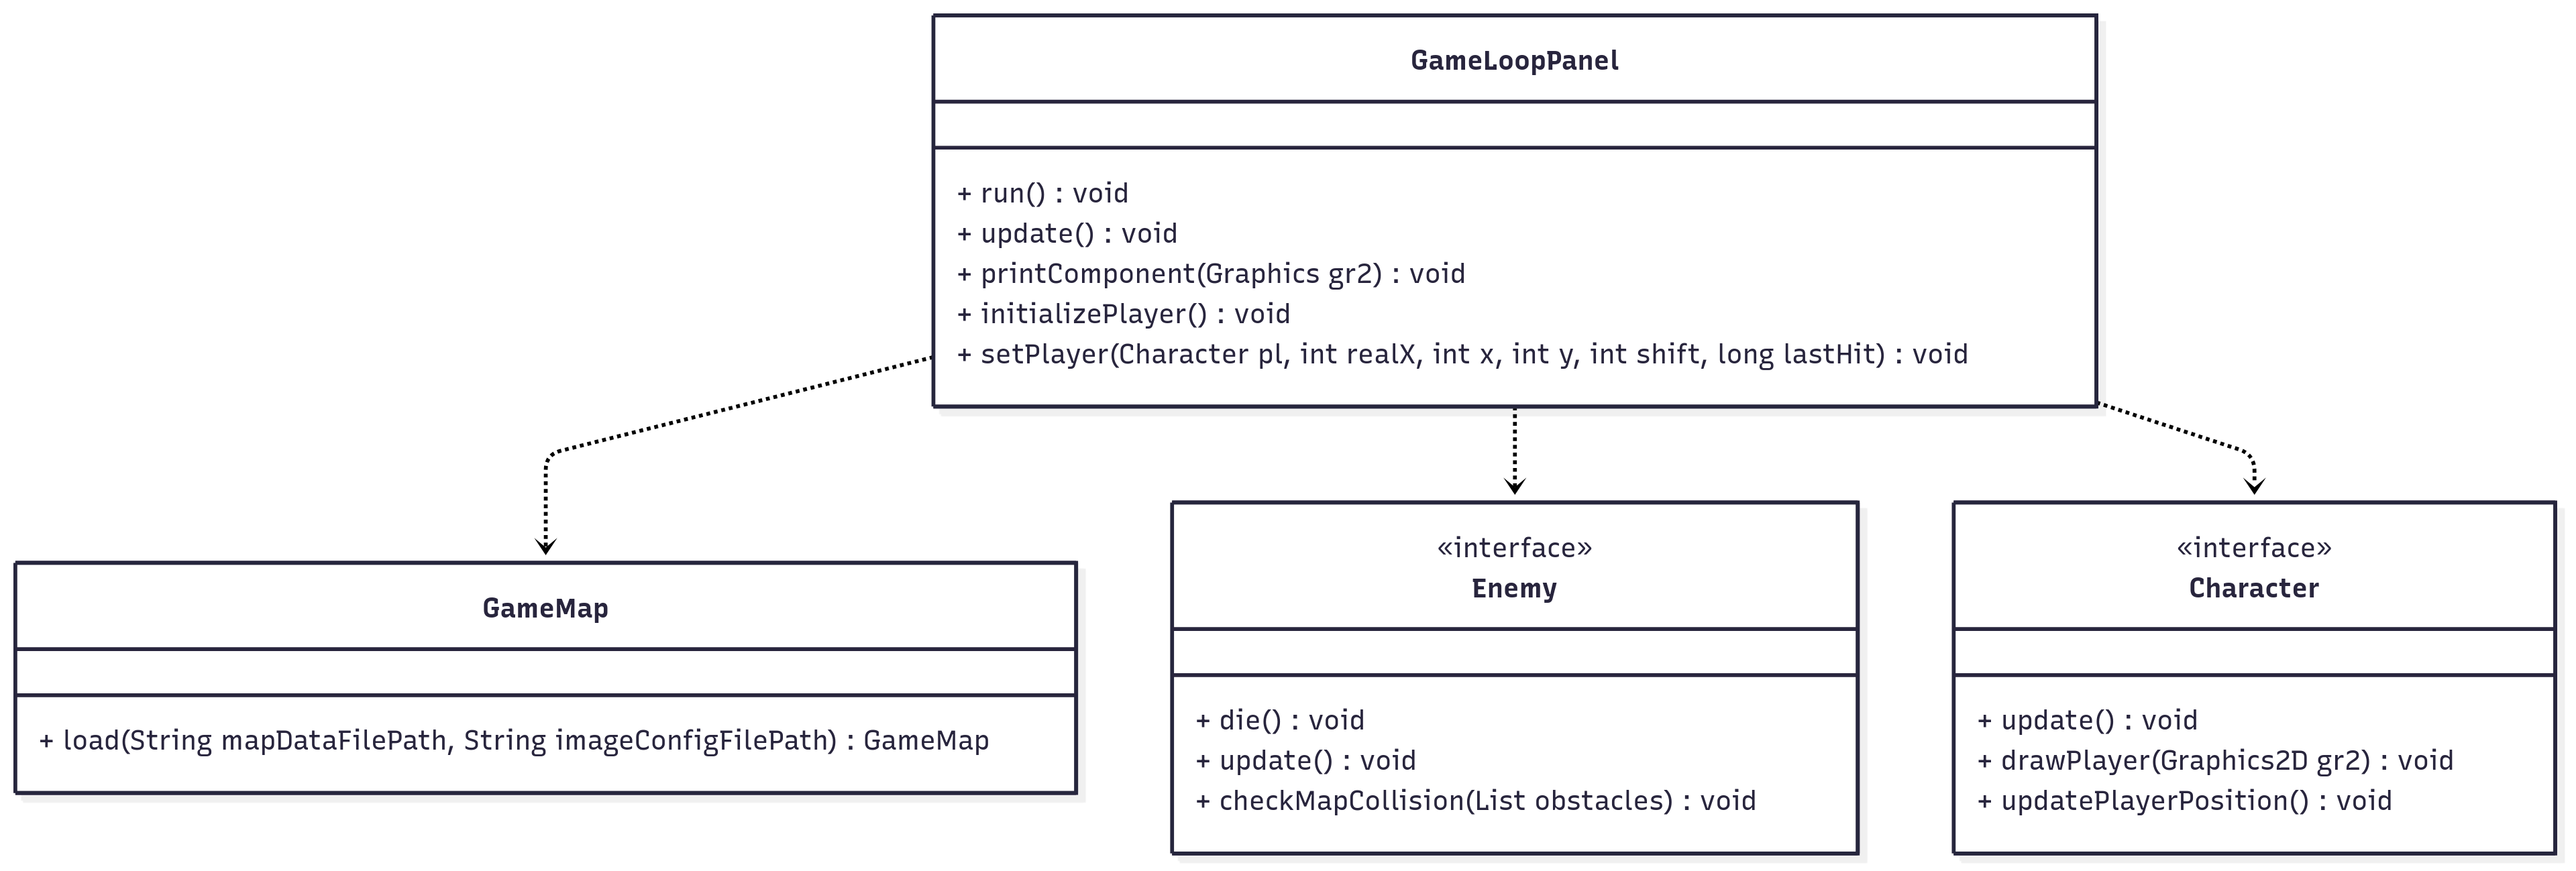 GameLoopPanel
+ run() : void
+ update() : void
+ printComponent(Graphics gr2) : void
+ initializePlayer() : void
+ setPlayer(Character pl, int realX, int x, int y, int shift, long lastHit) : void
GameMap
+ load(String mapDataFilePath, String imageConfigFilePath) : GameMap
«interface»
Enemy
+ die() : void
+ update() : void
+ checkMapCollision(List obstacles) : void
«interface»
Character
+ update() : void
+ drawPlayer(Graphics2D gr2) : void
+ updatePlayerPosition() : void